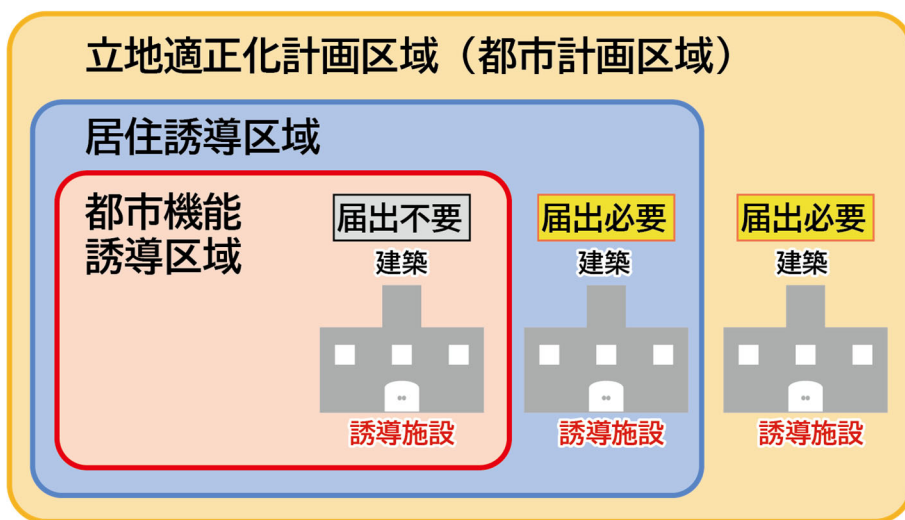 立地適正化計画区域（都市計画区域）
居住誘導区域
都市機能
誘導区域
届出不要
建築
誘導施設
届出必要
建築
誘導施設
届出必要
建築
誘導施設